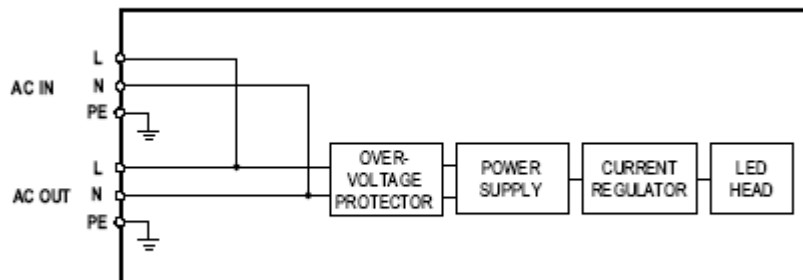 L
AC IN
N
PE
L
AC OUT
N
PE
OVER-
VOLTAGE
PROTECTOR
POWER
SUPPLY
CURRENT
REGULATOR
LED
HEAD